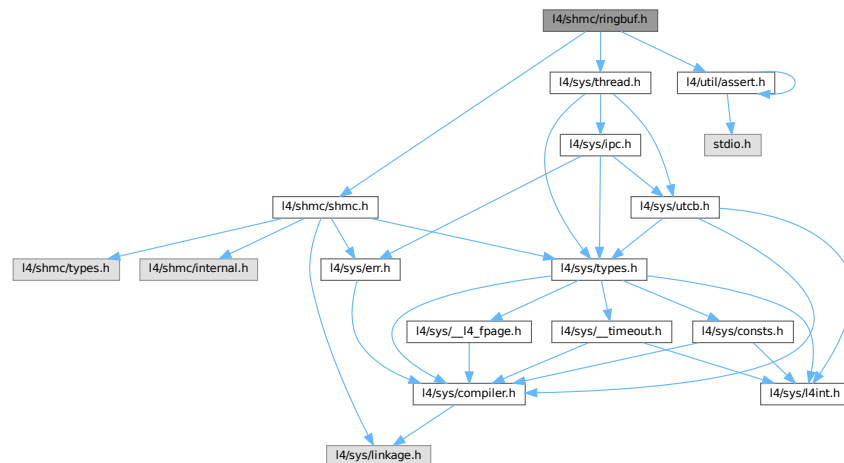 l4/shmc/ringbuf.h
l4/sys/thread.h
l4/util/assert.h
l4/sys/ipc.h
stdio.h
l4/shmc/shmc.h
l4/sys/utcb.h
l4/shmc/types.h
l4/shmc/internal.h
l4/sys/err.h
l4/sys/types.h
l4/sys/__l4_fpage.h
l4/sys/__timeout.h
l4/sys/consts.h
l4/sys/compiler.h
l4/sys/l4int.h
l4/sys/linkage.h